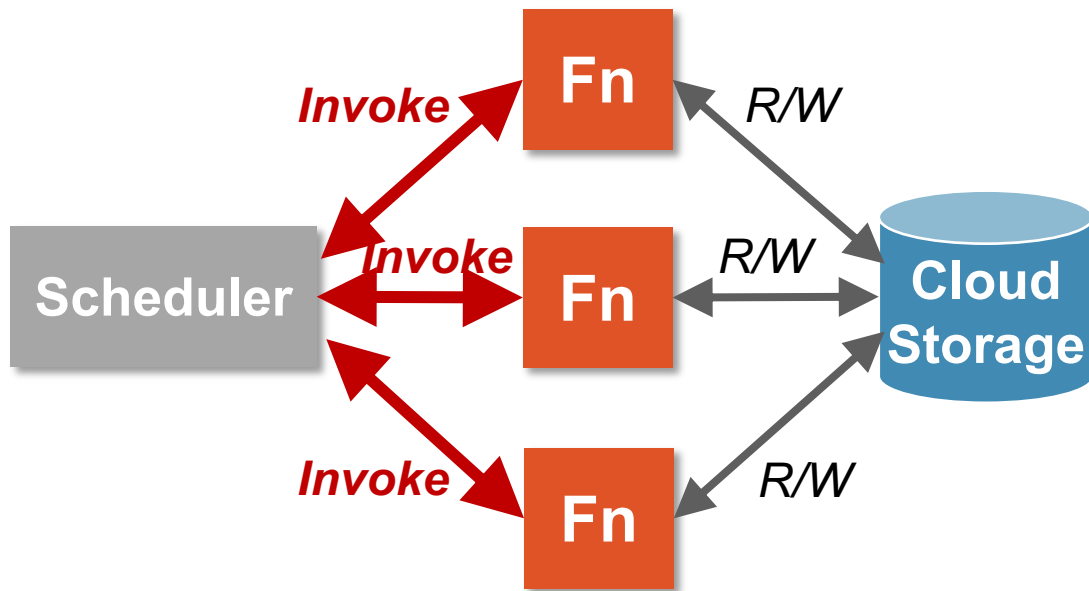 Fn
Invoke
R/W
Scheduler
Invoke
Fn
R/W
Cloud
Storage
Invoke
Fn
R/W